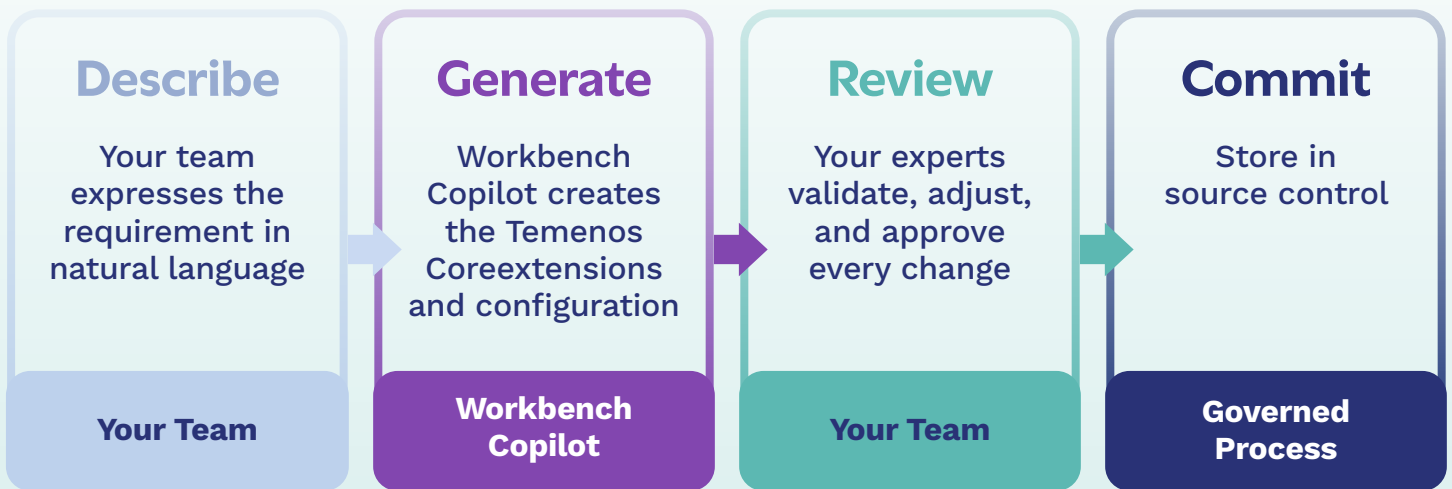 Describe
Your team
expresses the
requirement in
natural language
Your Team
Generate
Workbench
Copilot creates
the Temenos
Coreextensions
and configuration
Workbench
Copilot
Review
Your experts
validate, adjust,
and approve
every change
Your Team
Commit
Store in
source control
Governed
Process